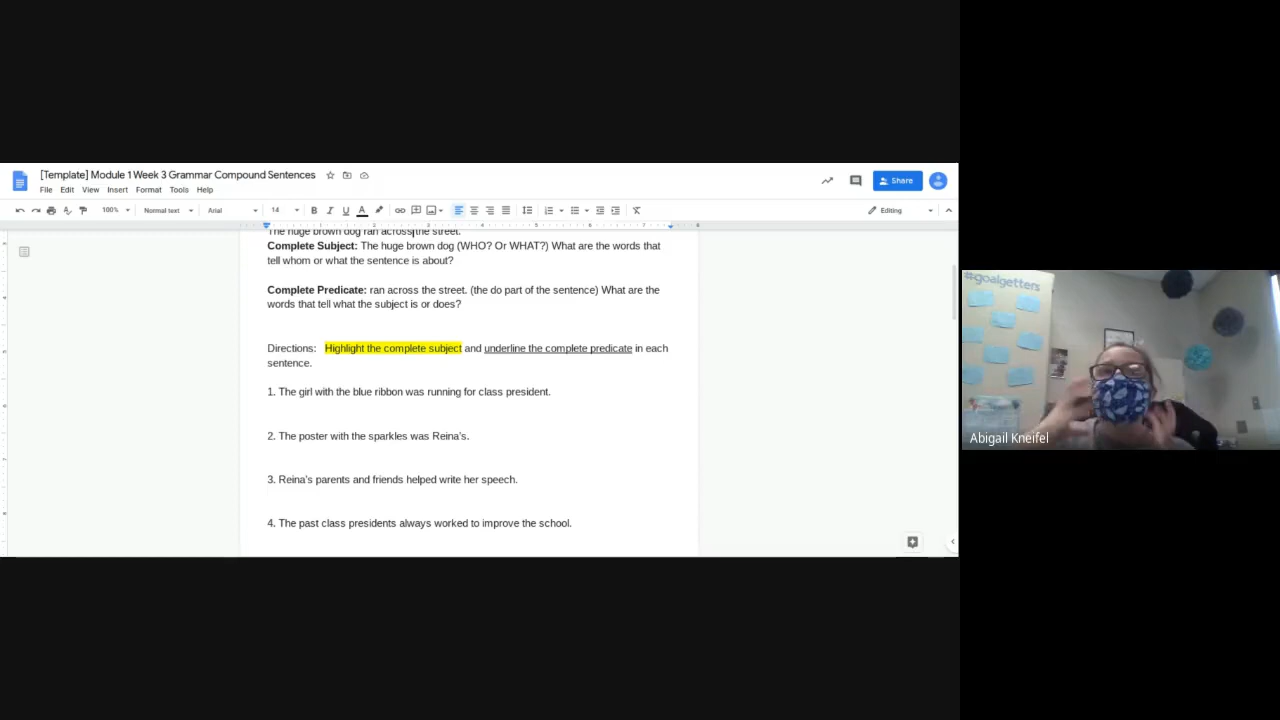 [Template] Module 1 Week 3 Grammar Compound Sentences
File Edit View Insert Format Tools Help
Share
100% Normal text Arial 14 B I U A Editing
The huge brown dog ran across the street.
Complete Subject: The huge brown dog (WHO? Or WHAT?) What are the words that
tell whom or what the sentence is about?
Complete Predicate: ran across the street. (the do part of the sentence) What are the
words that tell what the subject is or does?
Directions: Highlight the complete subject and underline the complete predicate in each
sentence.
1. The girl with the blue ribbon was running for class president.
2. The poster with the sparkles was Reina's.
3. Reina's parents and friends helped write her speech.
4. The past class presidents always worked to improve the school.
#goalgetters
Abigail Kneifel